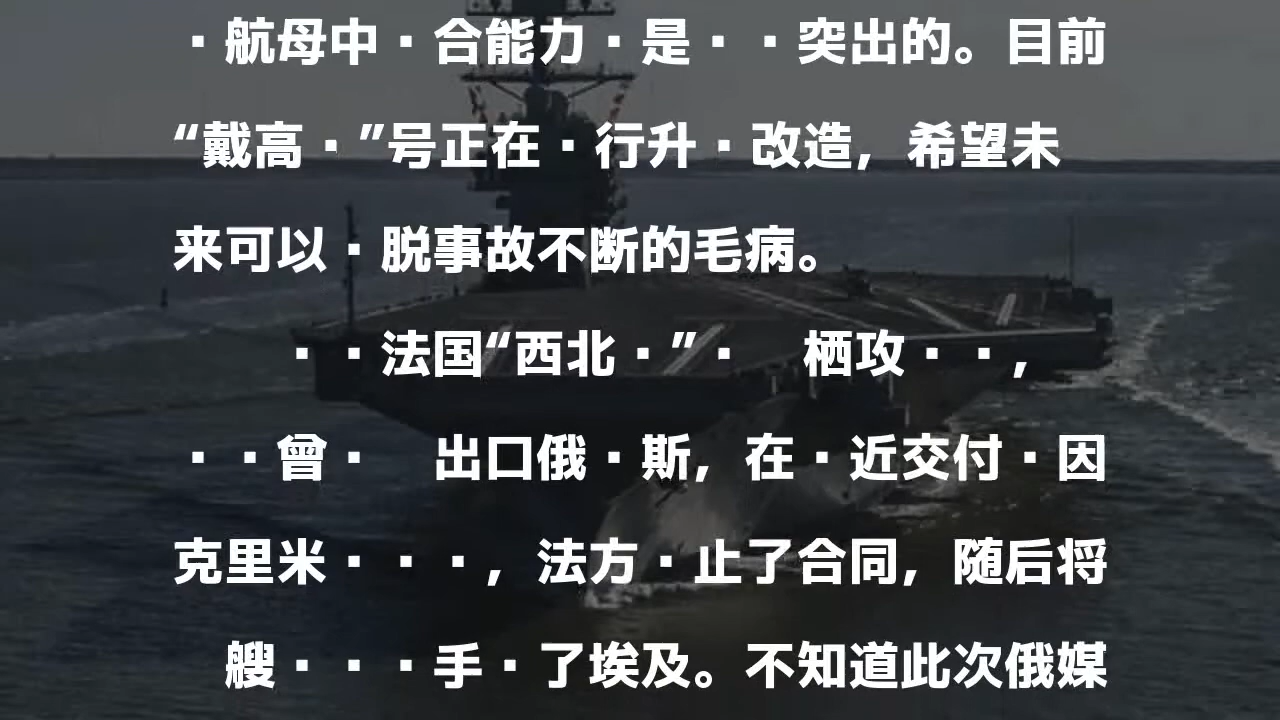 ·航母中·合能力·是··突出的。目前
“戴高·”号正在·行升·改造，希望未
来可以·脱事故不断的毛病。
··法国“西北·”· 栖攻··，
··曾· 出口俄·斯，在·近交付·因
克里米···，法方·止了合同，随后将
艘···手·了埃及。不知道此次俄媒